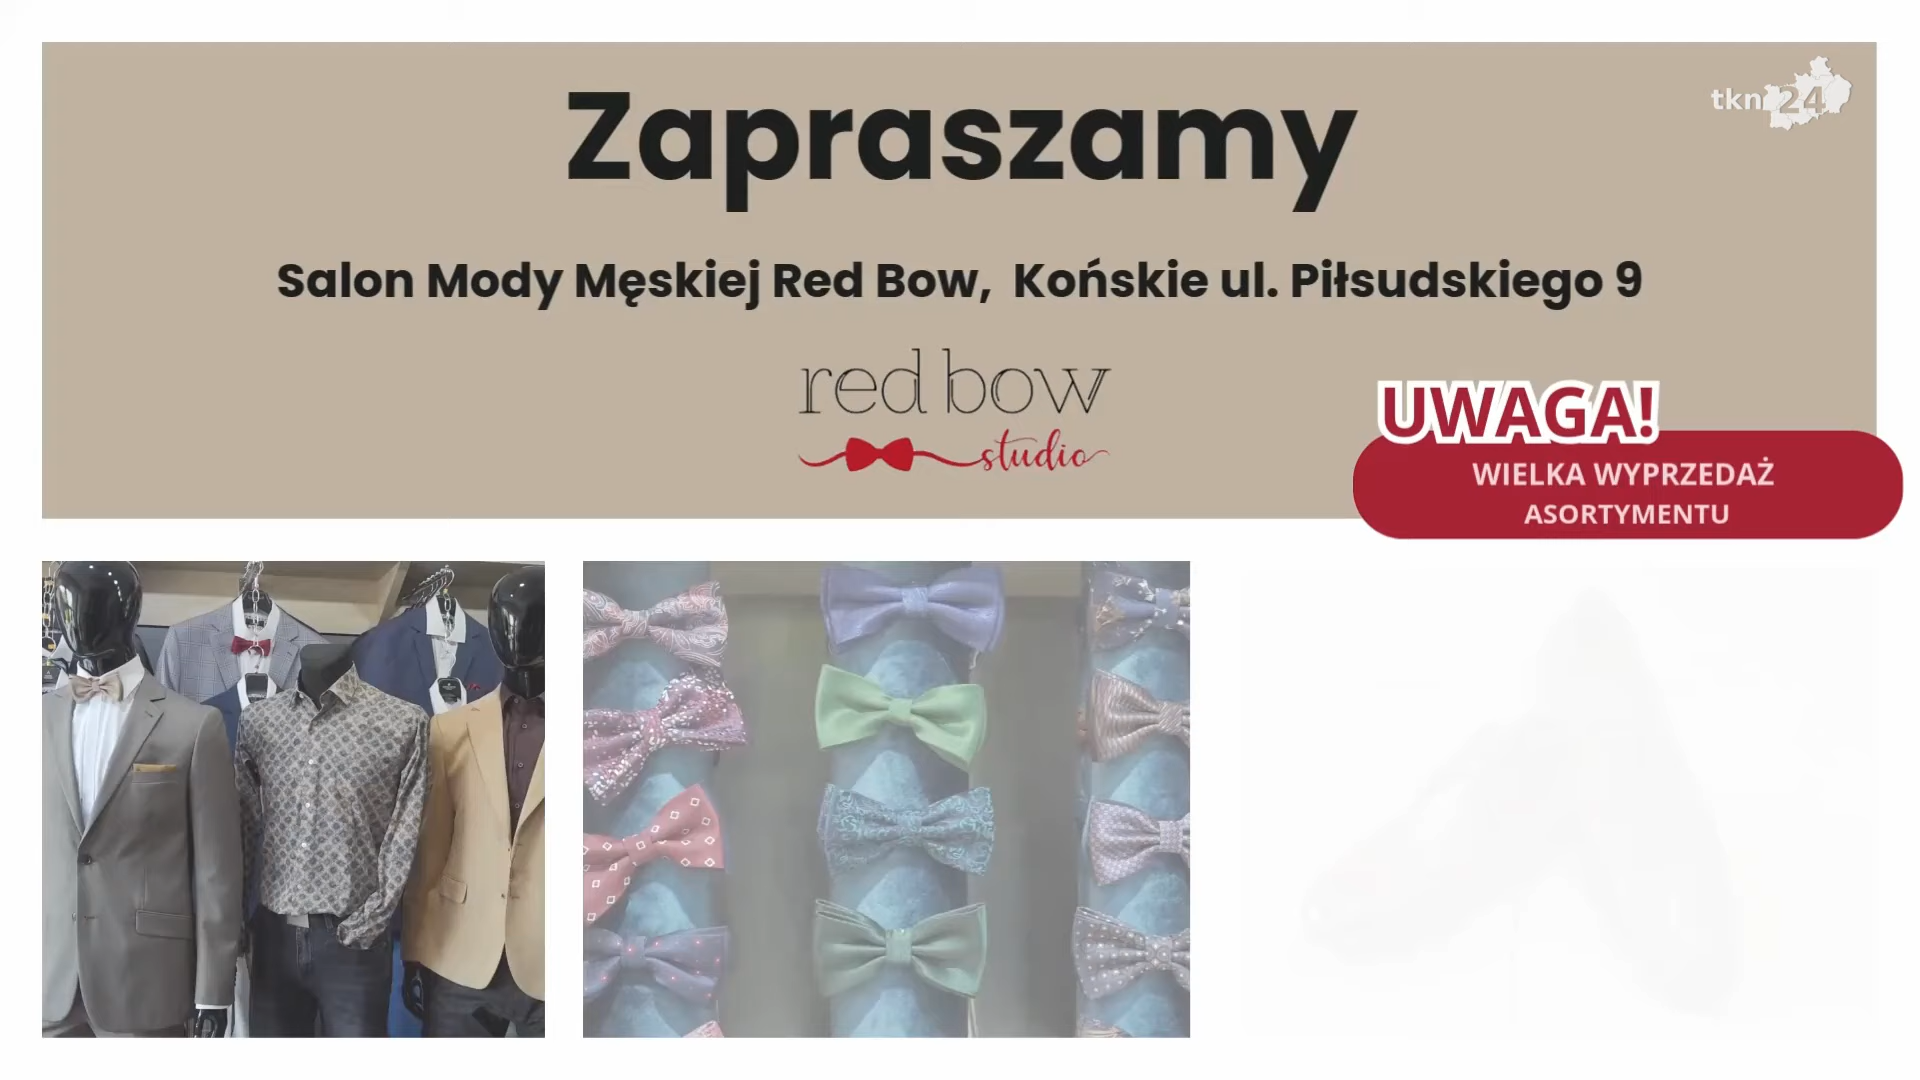 tkn24
Zapraszamy
Salon Mody Męskiej Red Bow, Końskie ul. Piłsudskiego 9
red bow
studio
UWAGA!
WIELKA WYPRZEDAŻ
ASORTYMENTU